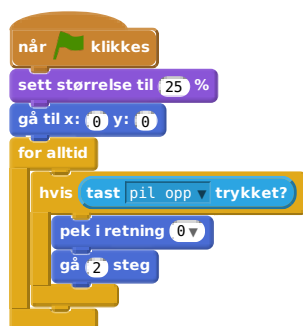 når klikkes
sett størrelse til 25 %
gå til x: 0 y: 0
for alltid
hvis tast pil opp ▾ trykket?
pek i retning 0 ▾
gå 2 steg